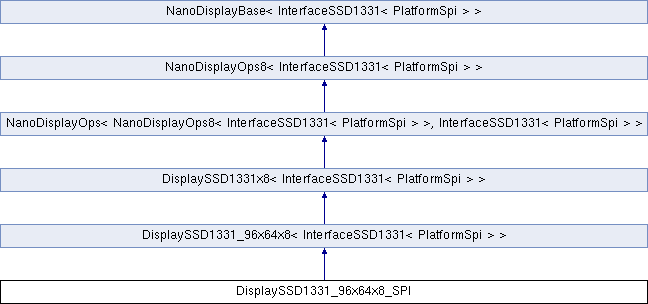 NanoDisplayBase< InterfaceSSD1331< PlatformSpi > >
NanoDisplayOps8< InterfaceSSD1331< PlatformSpi > >
NanoDisplayOps< NanoDisplayOps8< InterfaceSSD1331< PlatformSpi > >, InterfaceSSD1331< PlatformSpi > >
DisplaySSD1331x8< InterfaceSSD1331< PlatformSpi > >
DisplaySSD1331_96x64x8< InterfaceSSD1331< PlatformSpi > >
DisplaySSD1331_96x64x8_SPI